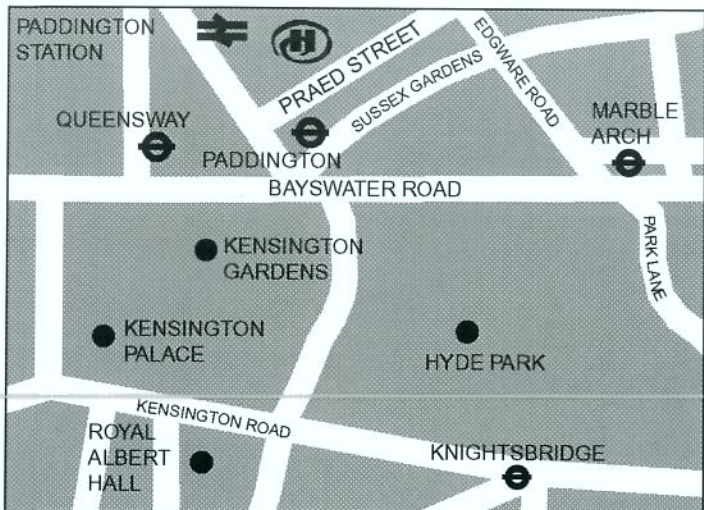 PADDINGTON
STATION
H
PRAED STREET
SUSSEX GARDENS
EDGWARE ROAD
QUEENSWAY
PADDINGTON
MARBLE
ARCH
BAYSWATER ROAD
PARK LANE
KENSINGTON
GARDENS
KENSINGTON
PALACE
HYDE PARK
KENSINGTON ROAD
ROYAL
ALBERT
HALL
KNIGHTSBRIDGE